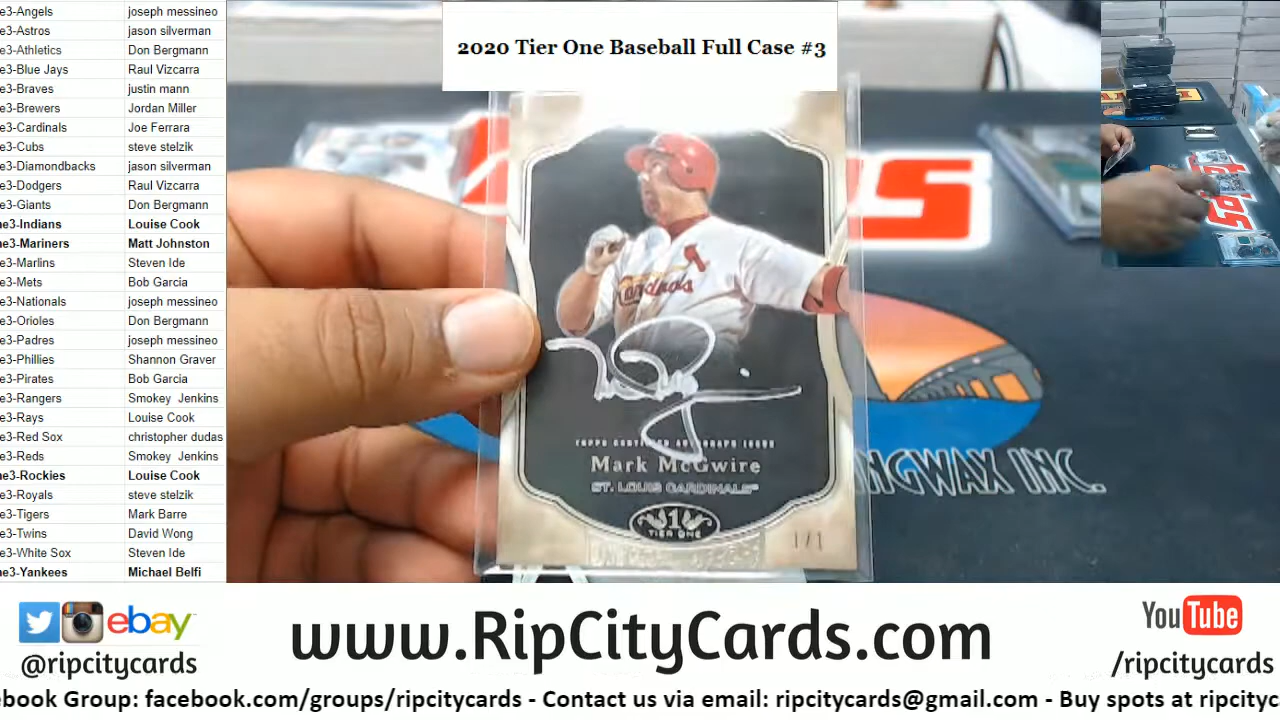 2020 Tier One Baseball Full Case #3
e3-Angels joseph messineo
e3-Astros jason silverman
e3-Athletics Don Bergmann
e3-Blue Jays Raul Vizcarra
e3-Braves justin mann
e3-Brewers Jordan Miller
e3-Cardinals Joe Ferrara
e3-Cubs steve stelzik
e3-Diamondbacks jason silverman
e3-Dodgers Raul Vizcarra
e3-Giants Don Bergmann
ne3-Indians Louise Cook
ne3-Mariners Matt Johnston
e3-Marlins Steven Ide
e3-Mets Bob Garcia
e3-Nationals joseph messineo
e3-Orioles Don Bergmann
e3-Padres joseph messineo
e3-Phillies Shannon Graver
e3-Pirates Bob Garcia
e3-Rangers Smokey Jenkins
e3-Rays Louise Cook
e3-Red Sox christopher dudas
e3-Reds Smokey Jenkins
ne3-Rockies Louise Cook
e3-Royals steve stelzik
e3-Tigers Mark Barre
e3-Twins David Wong
e3-White Sox Steven Ide
ne3-Yankees Michael Belfi
Cardinals
TOPPS CERTIFIED AUTOGRAPH ISSUE
Mark McGwire
ST. LOUIS CARDINALS
1
TIER ONE
1/1
PS
INGWAX INC.
ebay
@ripcitycards
www.RipCityCards.com
YouTube
/ripcitycards
ebook Group: facebook.com/groups/ripcitycards - Contact us via email: ripcitycards@gmail.com - Buy spots at ripcityc